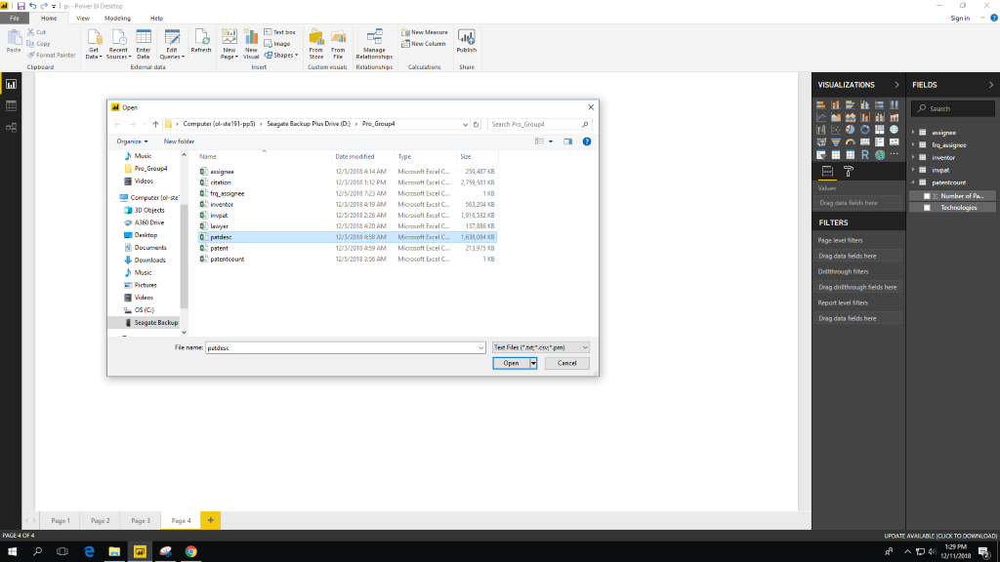 pi - Power BI Desktop
File Home View Modeling Help Sign in
Paste Cut
Copy
Format Painter
Get Data Recent Sources Enter Data Edit Queries Refresh New Page New Visual Text box
Image
Shapes
From Store From File Manage Relationships New Measure
New Column
Publish
Clipboard External data Insert Custom visuals Relationships Calculations Share
Open
Computer (ol-ste191-pp5) > Seagate Backup Plus Drive (D:) > Pro_Group4 Search Pro_Group4
Organize New folder
Name Date modified Type Size
Music
Pro_Group4
Videos
Computer (ol-ste
3D Objects
A360 Drive
Desktop
Documents
Downloads
Music
Pictures
Videos
OS (C:)
Seagate Backup
assignee 12/3/2018 4:14 AM Microsoft Excel C... 259,487 KB
citation 12/3/2018 1:12 PM Microsoft Excel C... 2,759,581 KB
frq_assignee 12/5/2018 7:23 AM Microsoft Excel C... 1 KB
inventor 12/3/2018 4:19 AM Microsoft Excel C... 563,204 KB
invpat 12/5/2018 2:26 AM Microsoft Excel C... 1,916,532 KB
lawyer 12/3/2018 4:20 AM Microsoft Excel C... 157,886 KB
patdesc 12/3/2018 4:58 AM Microsoft Excel C... 1,638,084 KB
patent 12/3/2018 4:59 AM Microsoft Excel C... 213,975 KB
patentcount 12/5/2018 3:56 AM Microsoft Excel C... 1 KB
File name: patdesc Text Files (*.txt;*.csv;*.prn)
Open Cancel
VISUALIZATIONS
Values
Drag data fields here
FILTERS
Page level filters
Drag data fields here
Drillthrough filters
Drag drillthrough fields here
Report level filters
Drag data fields here
FIELDS
Search
assignee
frq_assignee
inventor
invpat
patentcount
Σ Number of Pa...
Technologies
Page 1 Page 2 Page 3 Page 4 +
PAGE 4 OF 4 UPDATE AVAILABLE (CLICK TO DOWNLOAD)
1:29 PM
12/11/2018
2